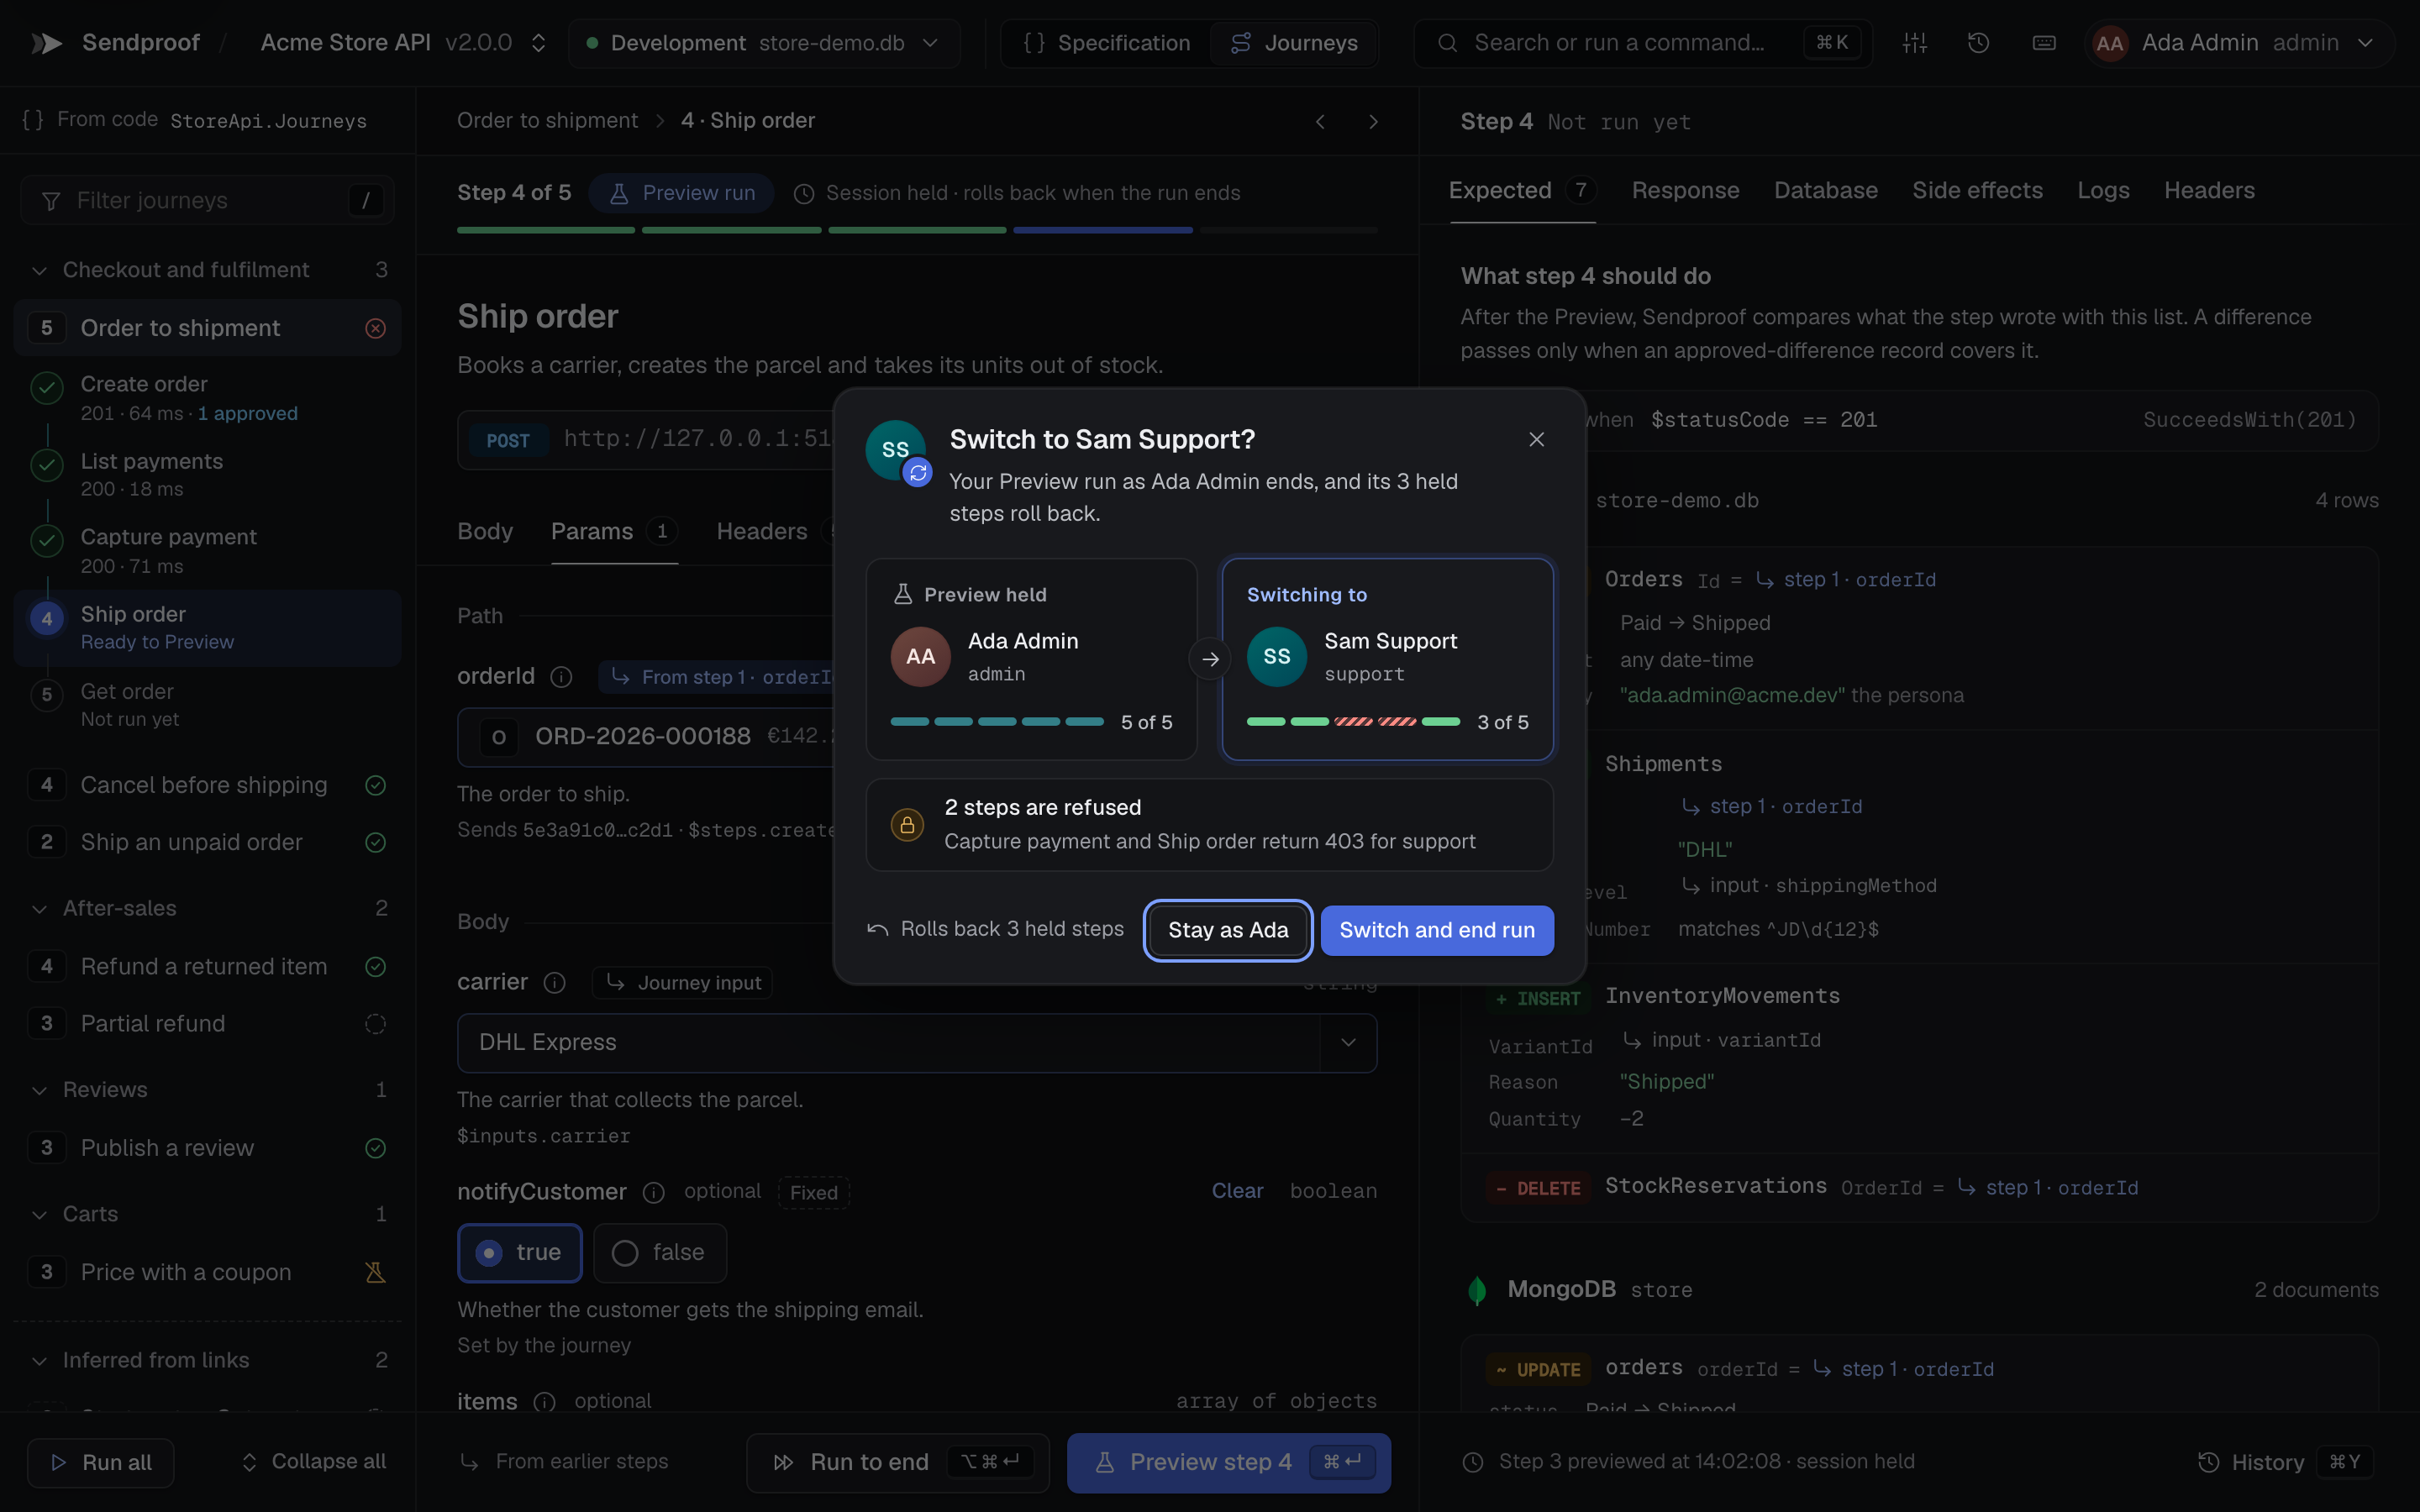 Sendproof / Acme Store API v2.0.0
Development store-demo.db
{ } Specification
Journeys
Search or run a command... ⌘K
AA Ada Admin admin
{ } From code StoreApi.Journeys
Filter journeys /
Checkout and fulfilment 3
5 Order to shipment
Create order
201 · 64 ms · 1 approved
List payments
200 · 18 ms
Capture payment
200 · 71 ms
4 Ship order
Ready to Preview
5 Get order
Not run yet
4 Cancel before shipping
2 Ship an unpaid order
After-sales 2
4 Refund a returned item
3 Partial refund
Reviews 1
3 Publish a review
Carts 1
3 Price with a coupon
Inferred from links 2
Run all
Collapse all
Order to shipment > 4 · Ship order
Step 4 of 5 Preview run Session held · rolls back when the run ends
Ship order
Books a carrier, creates the parcel and takes its units out of stock.
POST http://127.0.0.1:51
Body Params 1 Headers
Path
orderId From step 1 · orderI
O ORD-2026-000188 €142.
The order to ship.
Sends 5e3a91c0…c2d1 · $steps.create
Body
carrier Journey input string
DHL Express
The carrier that collects the parcel.
$inputs.carrier
notifyCustomer optional Fixed Clear boolean
true false
Whether the customer gets the shipping email.
Set by the journey
items optional array of objects
From earlier steps
Run to end ⌥⌘↵
Preview step 4 ⌘↵
Switch to Sam Support?
SS
Your Preview run as Ada Admin ends, and its 3 held
steps roll back.
Preview held
AA Ada Admin
admin
5 of 5
Switching to
SS Sam Support
support
3 of 5
2 steps are refused
Capture payment and Ship order return 403 for support
Rolls back 3 held steps
Stay as Ada
Switch and end run
Step 4 Not run yet
Expected 7 Response Database Side effects Logs Headers
What step 4 should do
After the Preview, Sendproof compares what the step wrote with this list. A difference
passes only when an approved-difference record covers it.
when $statusCode == 201 SucceedsWith(201)
store-demo.db 4 rows
Orders Id = step 1 · orderId
Paid → Shipped
any date-time
"ada.admin@acme.dev" the persona
Shipments
step 1 · orderId
"DHL"
input · shippingMethod
matches ^JD\d{12}$
+ INSERT InventoryMovements
VariantId input · variantId
Reason "Shipped"
Quantity −2
− DELETE StockReservations OrderId = step 1 · orderId
MongoDB store 2 documents
~ UPDATE orders orderId = step 1 · orderId
status Paid → Shipped
Step 3 previewed at 14:02:08 · session held
History ⌘Y